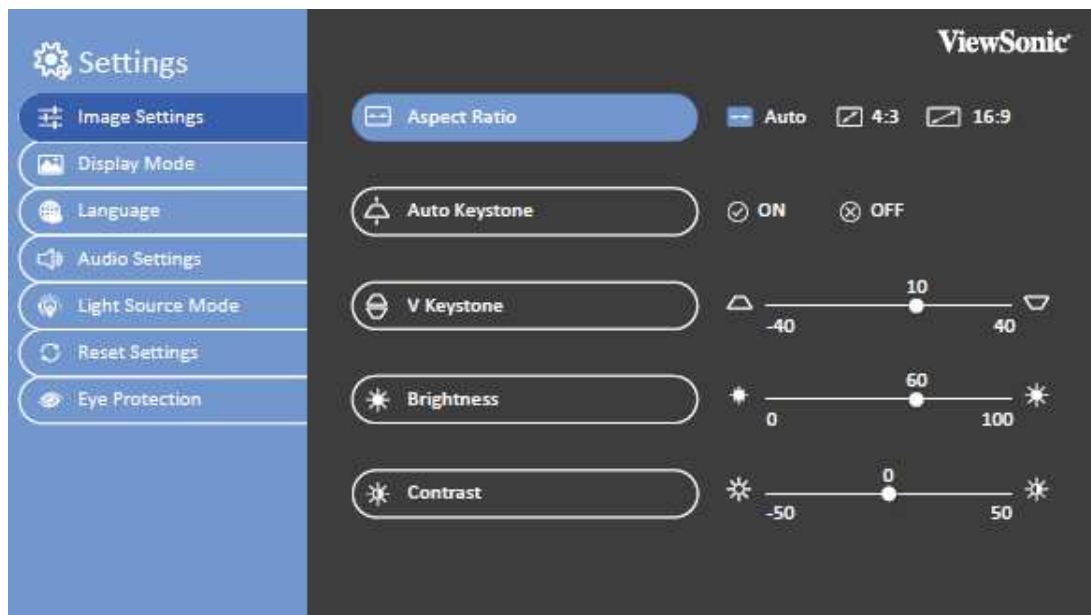 ViewSonic
Settings
Image Settings
Display Mode
Language
Audio Settings
Light Source Mode
Reset Settings
Eye Protection
Aspect Ratio Auto 4:3 16:9
Auto Keystone ON OFF
V Keystone
10
-40 40
Brightness
60
0 100
Contrast
0
-50 50